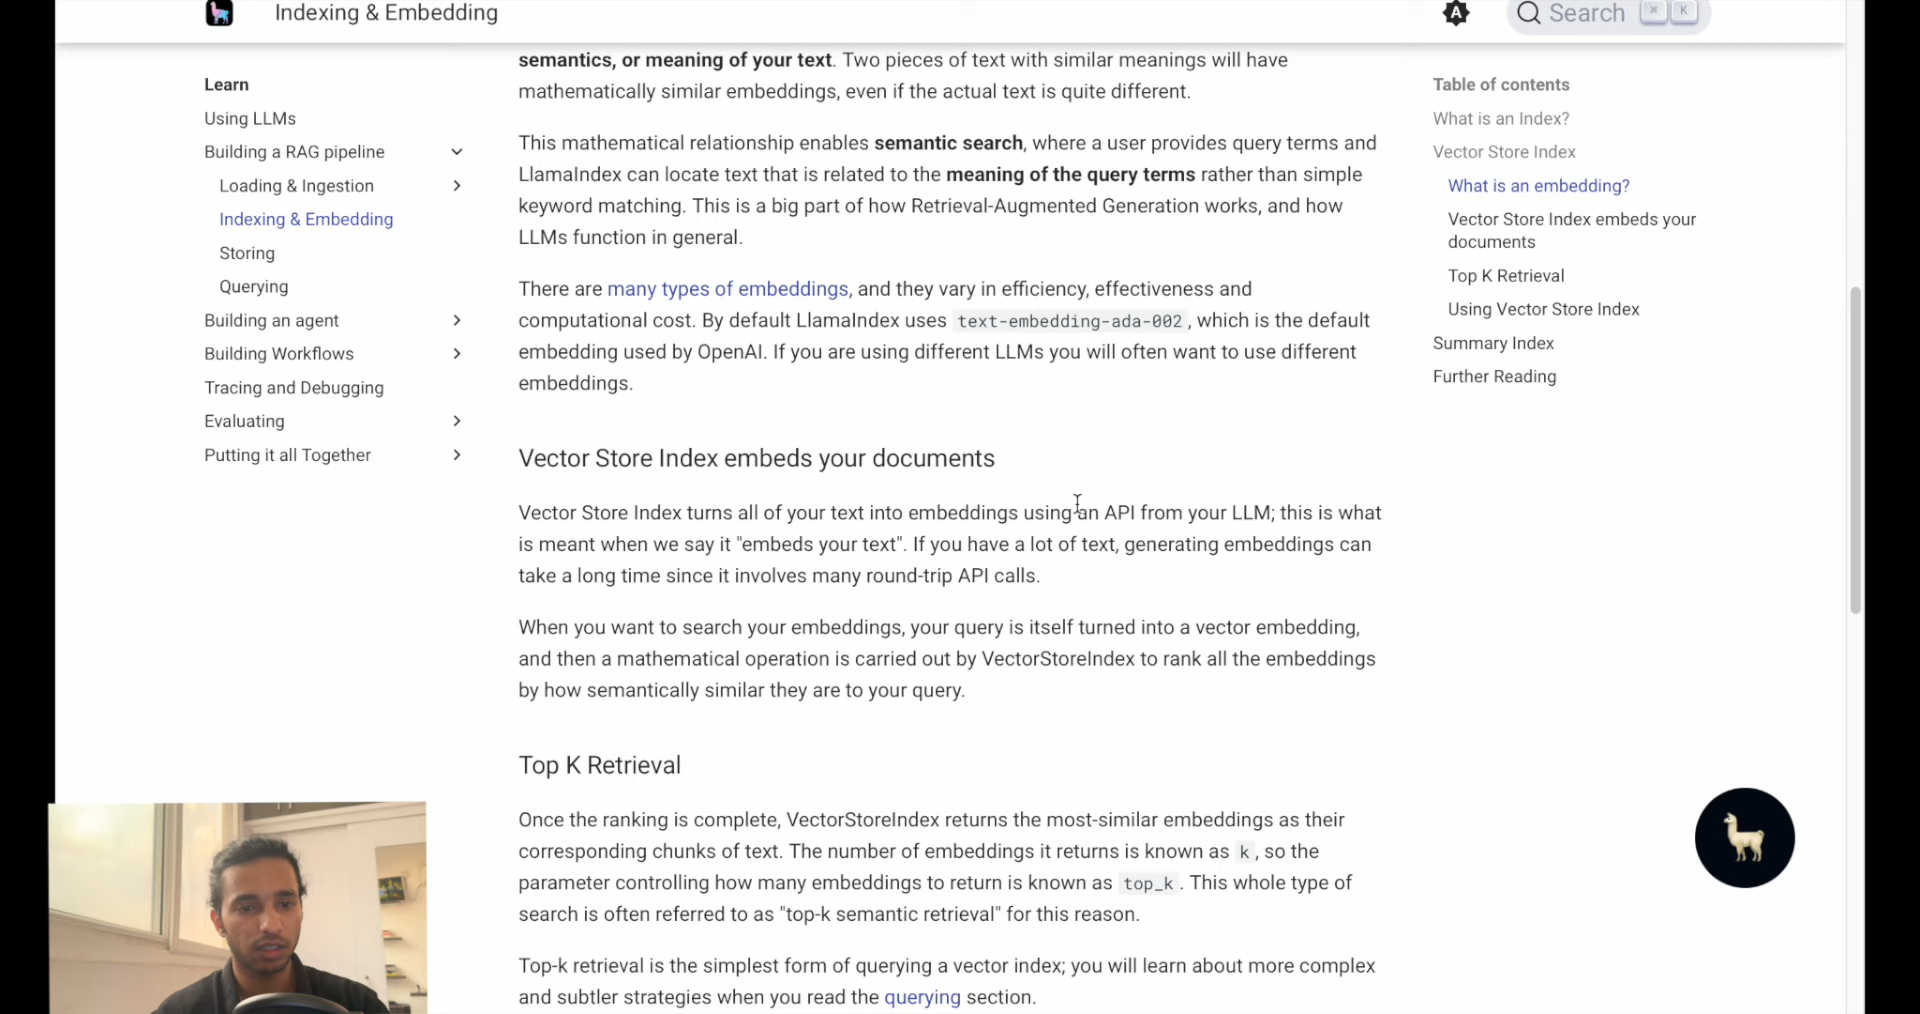 Indexing & Embedding
Search ⌘ K
Learn
Using LLMs
Building a RAG pipeline
Loading & Ingestion
Indexing & Embedding
Storing
Querying
Building an agent
Building Workflows
Tracing and Debugging
Evaluating
Putting it all Together
semantics, or meaning of your text. Two pieces of text with similar meanings will have
mathematically similar embeddings, even if the actual text is quite different.
This mathematical relationship enables semantic search, where a user provides query terms and
LlamaIndex can locate text that is related to the meaning of the query terms rather than simple
keyword matching. This is a big part of how Retrieval-Augmented Generation works, and how
LLMs function in general.
There are many types of embeddings, and they vary in efficiency, effectiveness and
computational cost. By default LlamaIndex uses text-embedding-ada-002, which is the default
embedding used by OpenAI. If you are using different LLMs you will often want to use different
embeddings.
Vector Store Index embeds your documents
Vector Store Index turns all of your text into embeddings using an API from your LLM; this is what
is meant when we say it "embeds your text". If you have a lot of text, generating embeddings can
take a long time since it involves many round-trip API calls.
When you want to search your embeddings, your query is itself turned into a vector embedding,
and then a mathematical operation is carried out by VectorStoreIndex to rank all the embeddings
by how semantically similar they are to your query.
Top K Retrieval
Once the ranking is complete, VectorStoreIndex returns the most-similar embeddings as their
corresponding chunks of text. The number of embeddings it returns is known as k, so the
parameter controlling how many embeddings to return is known as top_k. This whole type of
search is often referred to as "top-k semantic retrieval" for this reason.
Top-k retrieval is the simplest form of querying a vector index; you will learn about more complex
and subtler strategies when you read the querying section.
Table of contents
What is an Index?
Vector Store Index
What is an embedding?
Vector Store Index embeds your
documents
Top K Retrieval
Using Vector Store Index
Summary Index
Further Reading